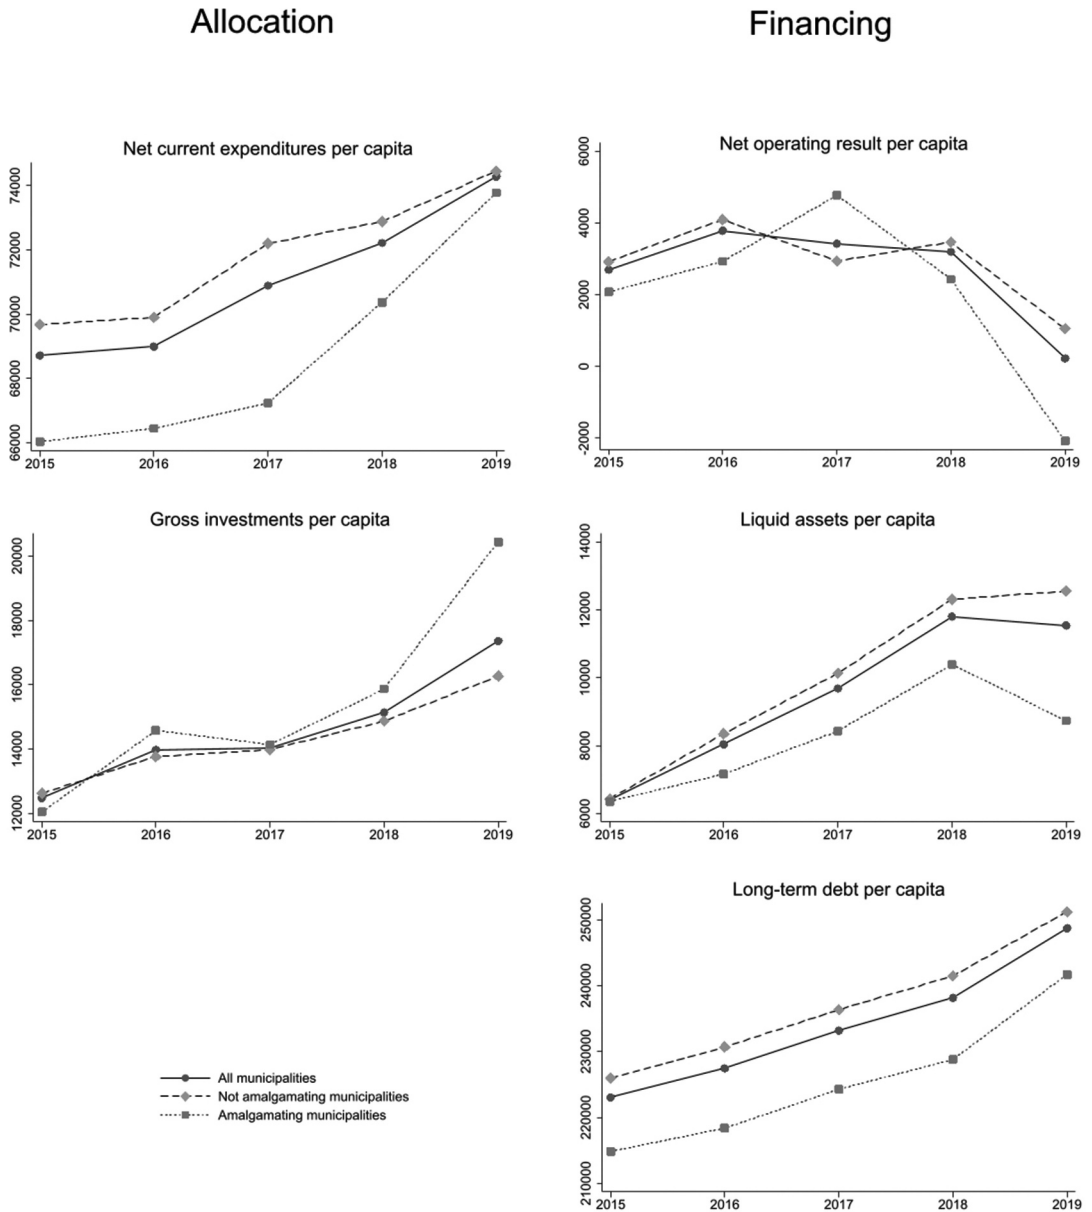 Allocation
Financing
Net current expenditures per capita
74000
72000
70000
68000
66000
2015 2016 2017 2018 2019
Net operating result per capita
6000
4000
2000
0
-2000
2015 2016 2017 2018 2019
Gross investments per capita
20000
18000
16000
14000
12000
2015 2016 2017 2018 2019
Liquid assets per capita
14000
12000
10000
8000
6000
2015 2016 2017 2018 2019
Long-term debt per capita
250000
240000
230000
220000
210000
2015 2016 2017 2018 2019
All municipalities
Not amalgamating municipalities
Amalgamating municipalities